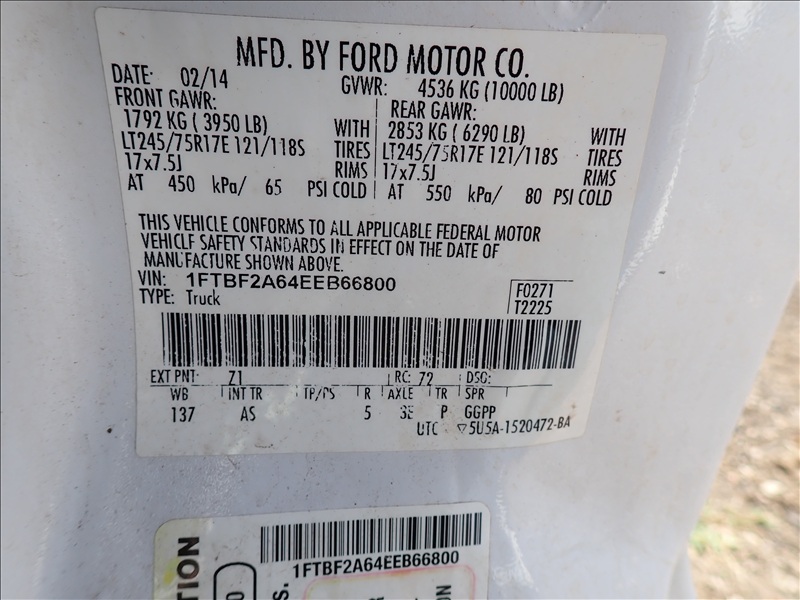 MFD. BY FORD MOTOR CO.
DATE: 02/14 GVWR: 4536 KG (10000 LB)
FRONT GAWR: REAR GAWR:
1792 KG ( 3950 LB) WITH 2853 KG ( 6290 LB) WITH
LT245/75R17E 121/118S TIRES LT245/75R17E 121/118S TIRES
17x7.5J RIMS 17x7.5J RIMS
AT 450 kPa/ 65 PSI COLD AT 550 kPa/ 80 PSI COLD
THIS VEHICLE CONFORMS TO ALL APPLICABLE FEDERAL MOTOR
VEHICLE SAFETY STANDARDS IN EFFECT ON THE DATE OF
MANUFACTURE SHOWN ABOVE.
VIN: 1FTBF2A64EEB66800
TYPE: Truck
F0271
T2225
EXT PNT: Z1 RC: 72 DSO:
WB INT TR TP/PS R AXLE TR SPR
137 AS 5 3E P GGPP
UTC ▽5U5A-1520472-BA
1FTBF2A64EEB66800